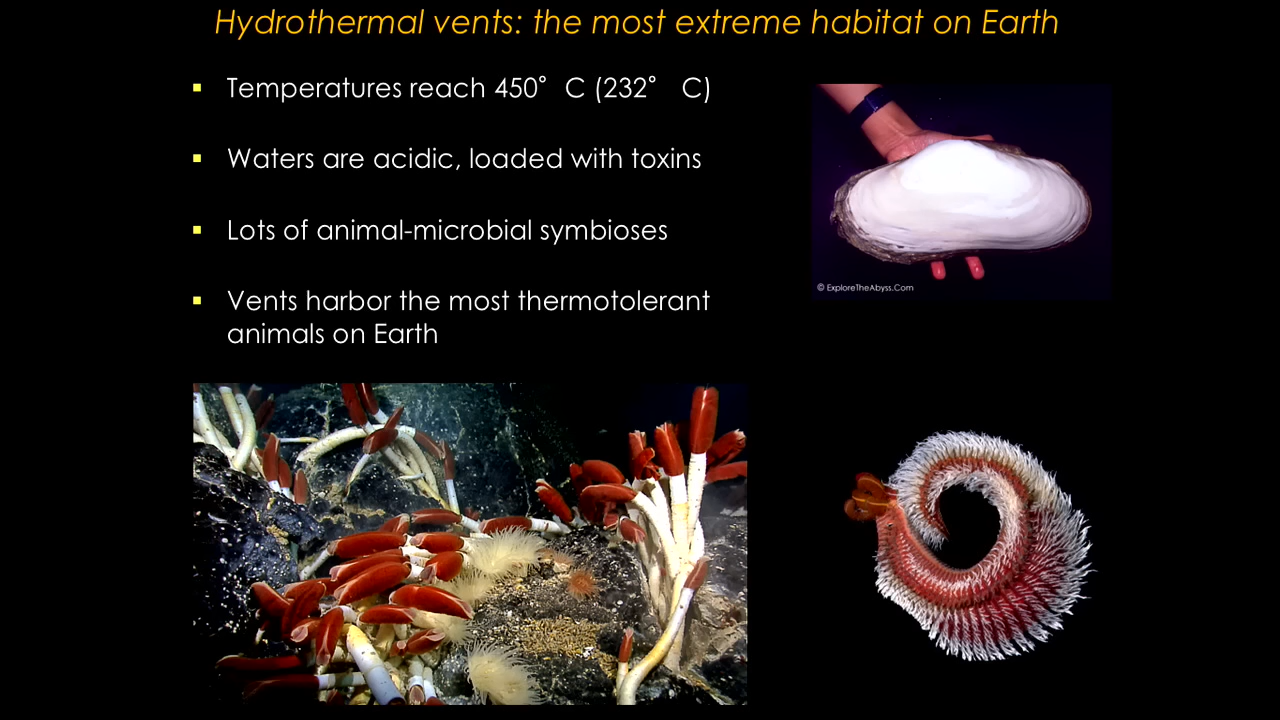 Hydrothermal vents: the most extreme habitat on Earth
▪ Temperatures reach 450° C (232° C)
▪ Waters are acidic, loaded with toxins
▪ Lots of animal-microbial symbioses
▪ Vents harbor the most thermotolerant
animals on Earth
© ExploreTheAbyss.Com